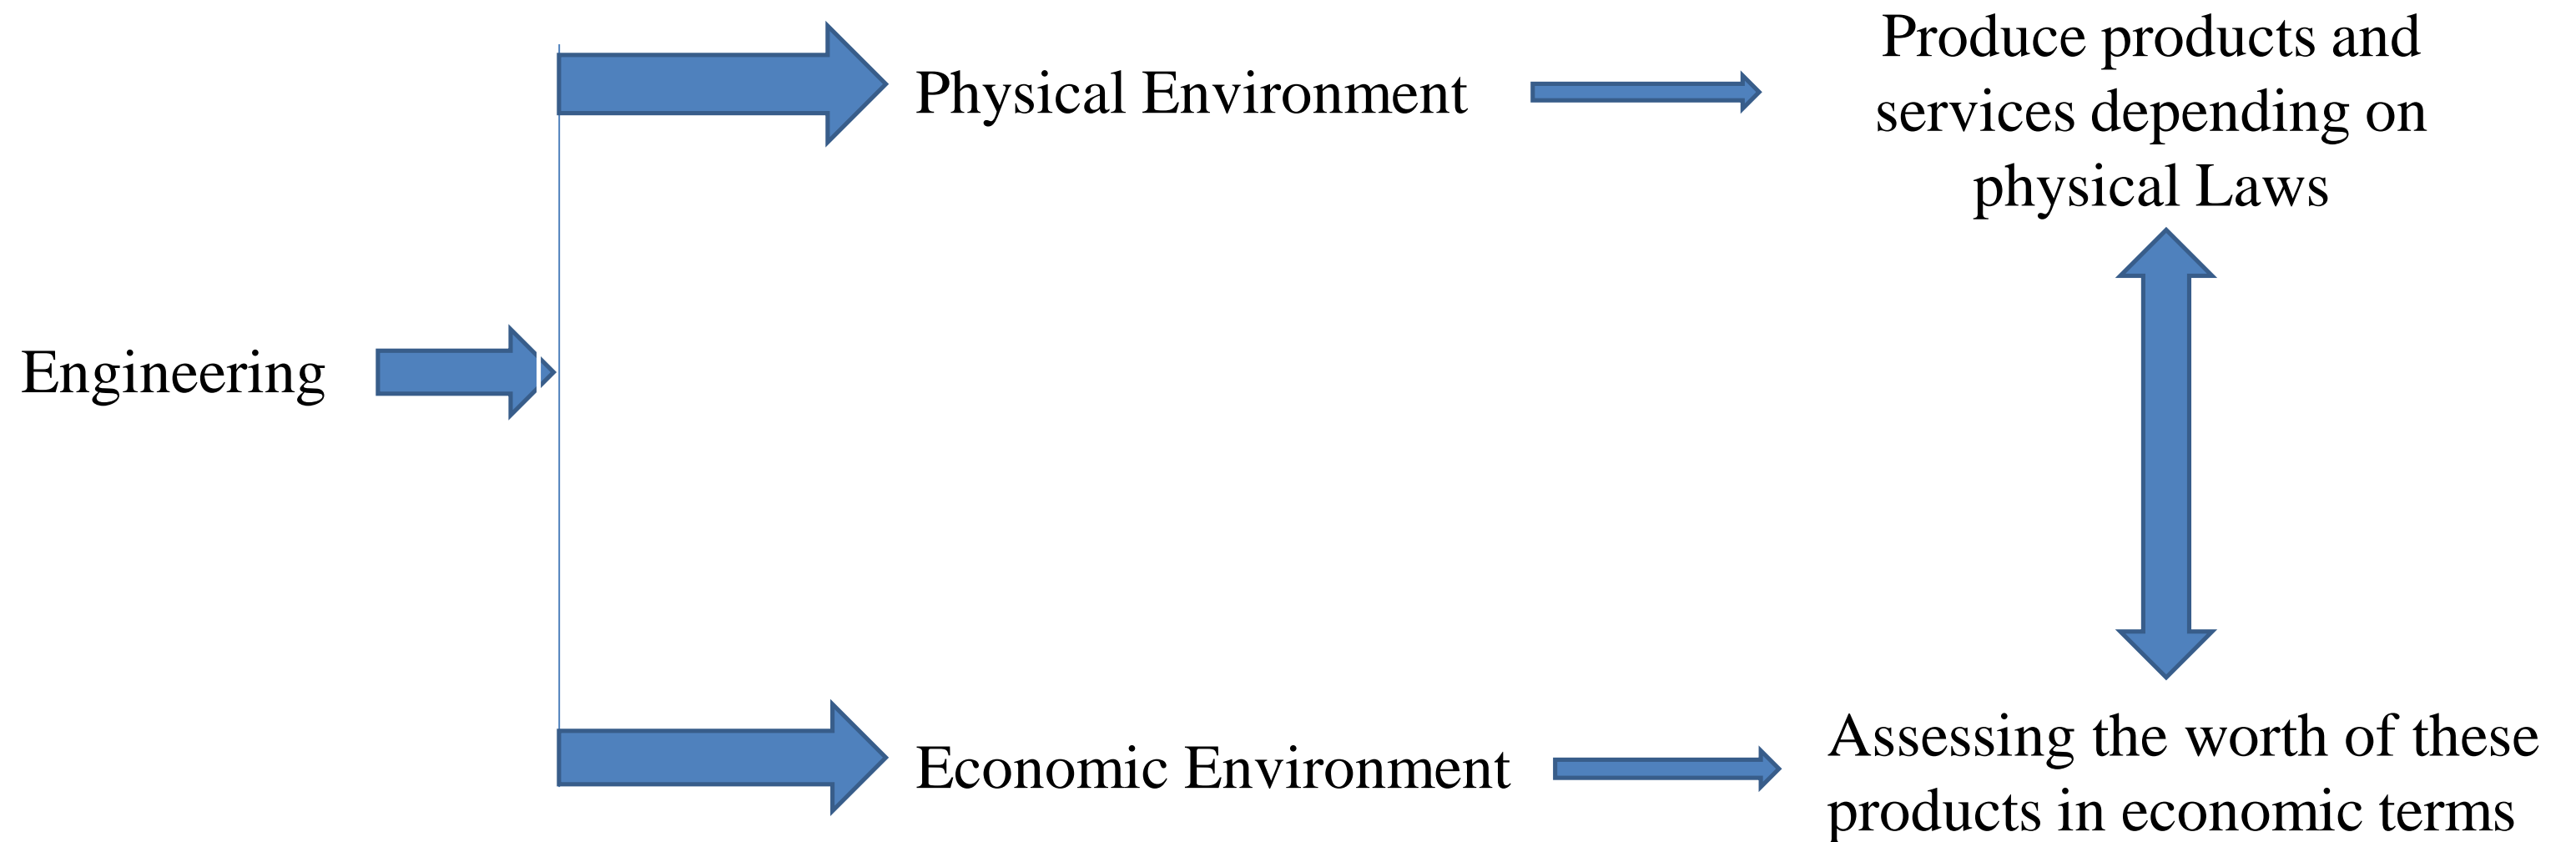 Produce products and
services depending on
physical Laws
Physical Environment
Engineering
Economic Environment
Assessing the worth of these
products in economic terms